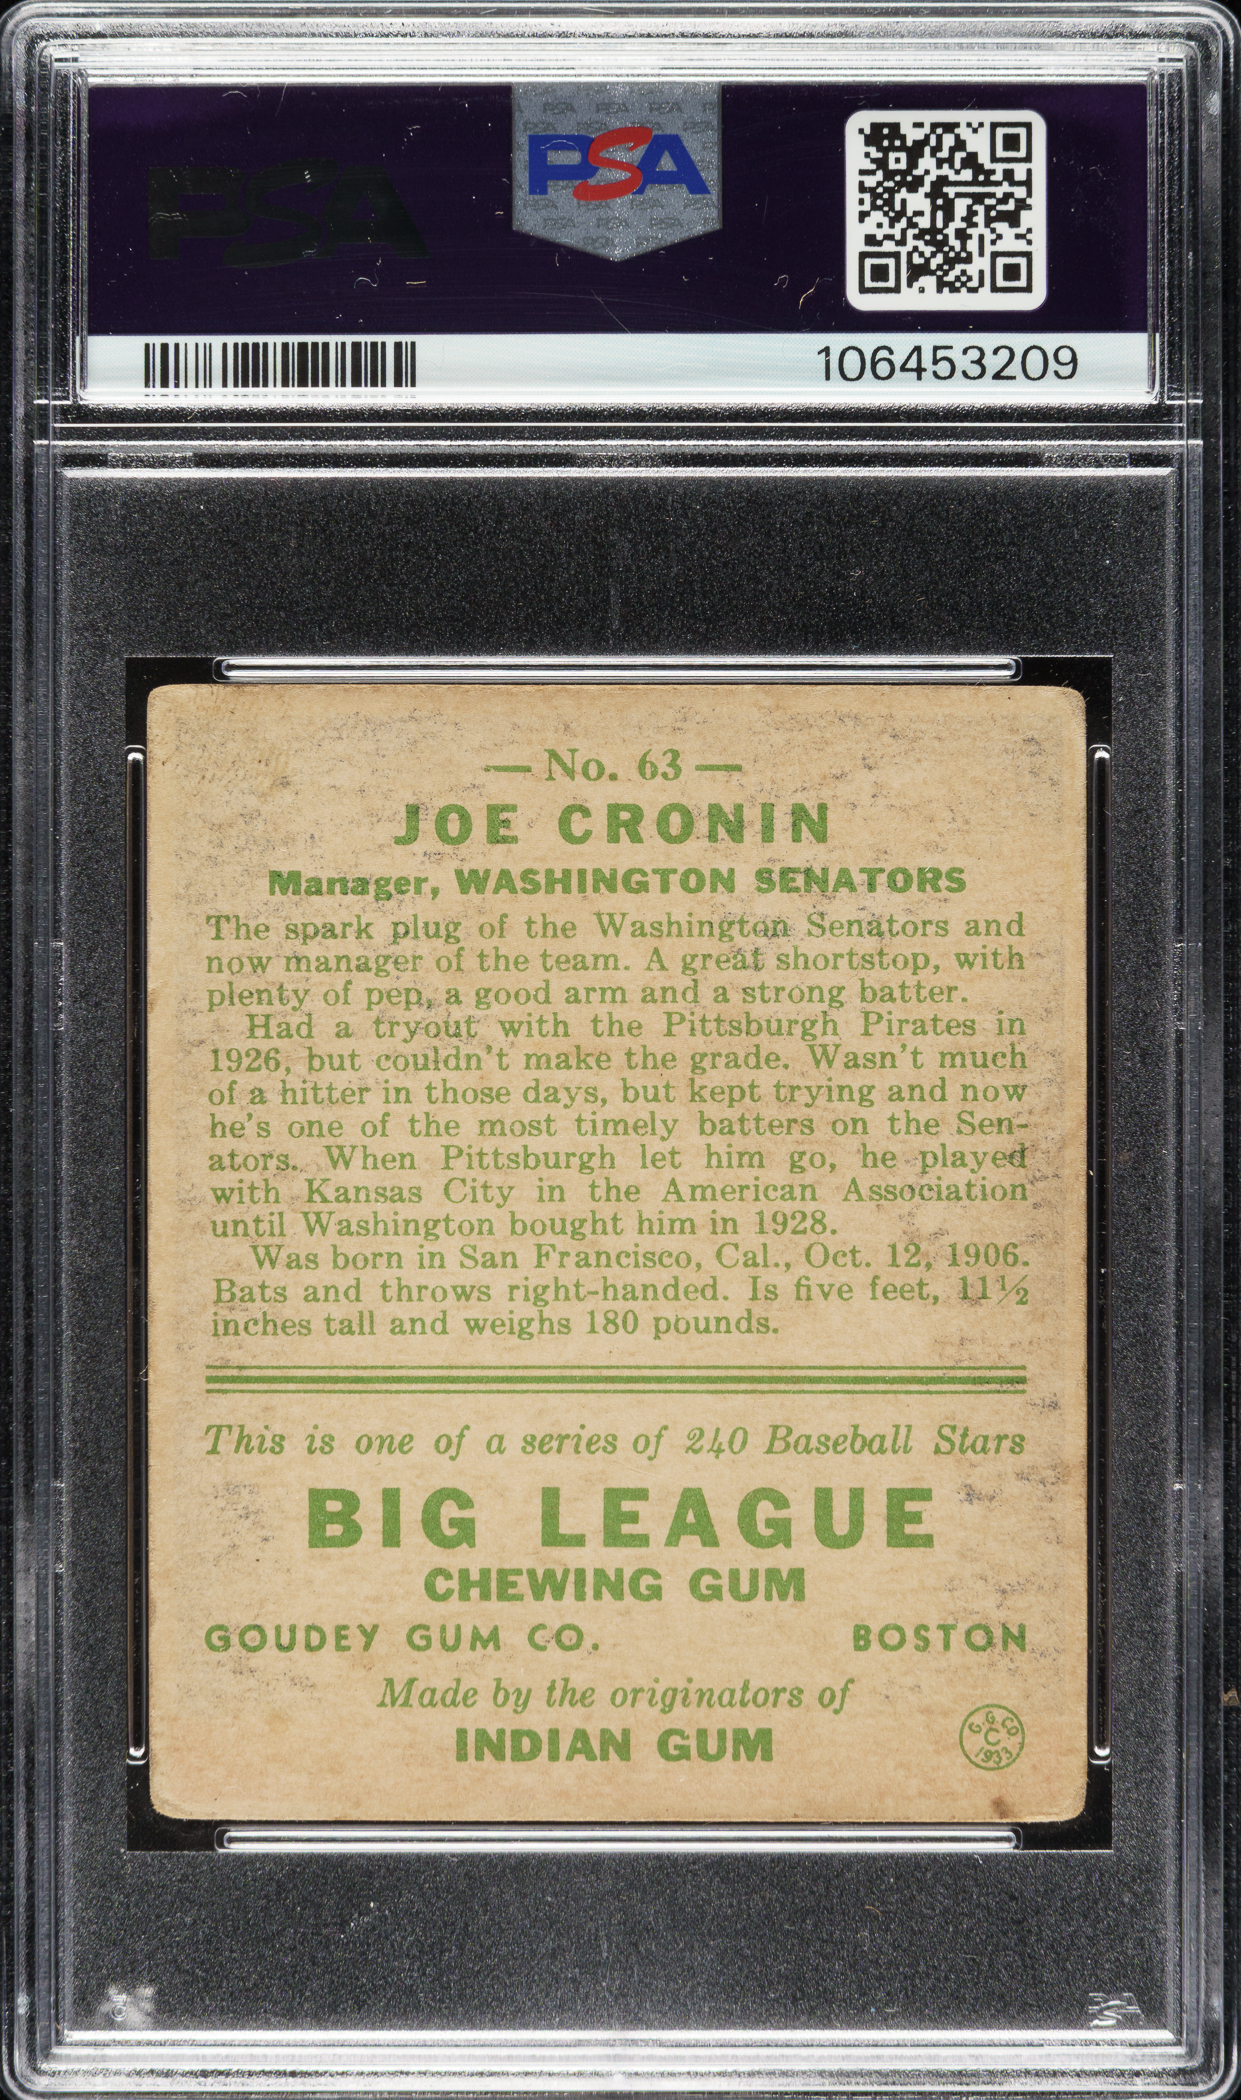 PSA
PSA
106453209
— No. 63 —
JOE CRONIN
Manager, WASHINGTON SENATORS
The spark plug of the Washington Senators and
now manager of the team. A great shortstop, with
plenty of pep, a good arm and a strong batter.
Had a tryout with the Pittsburgh Pirates in
1926, but couldn't make the grade. Wasn't much
of a hitter in those days, but kept trying and now
he's one of the most timely batters on the Sen-
ators. When Pittsburgh let him go, he played
with Kansas City in the American Association
until Washington bought him in 1928.
Was born in San Francisco, Cal., Oct. 12, 1906.
Bats and throws right-handed. Is five feet, 11½
inches tall and weighs 180 pounds.
This is one of a series of 240 Baseball Stars
BIG LEAGUE
CHEWING GUM
GOUDEY GUM CO. BOSTON
Made by the originators of
INDIAN GUM
G. G. CO
C
1933
PSA